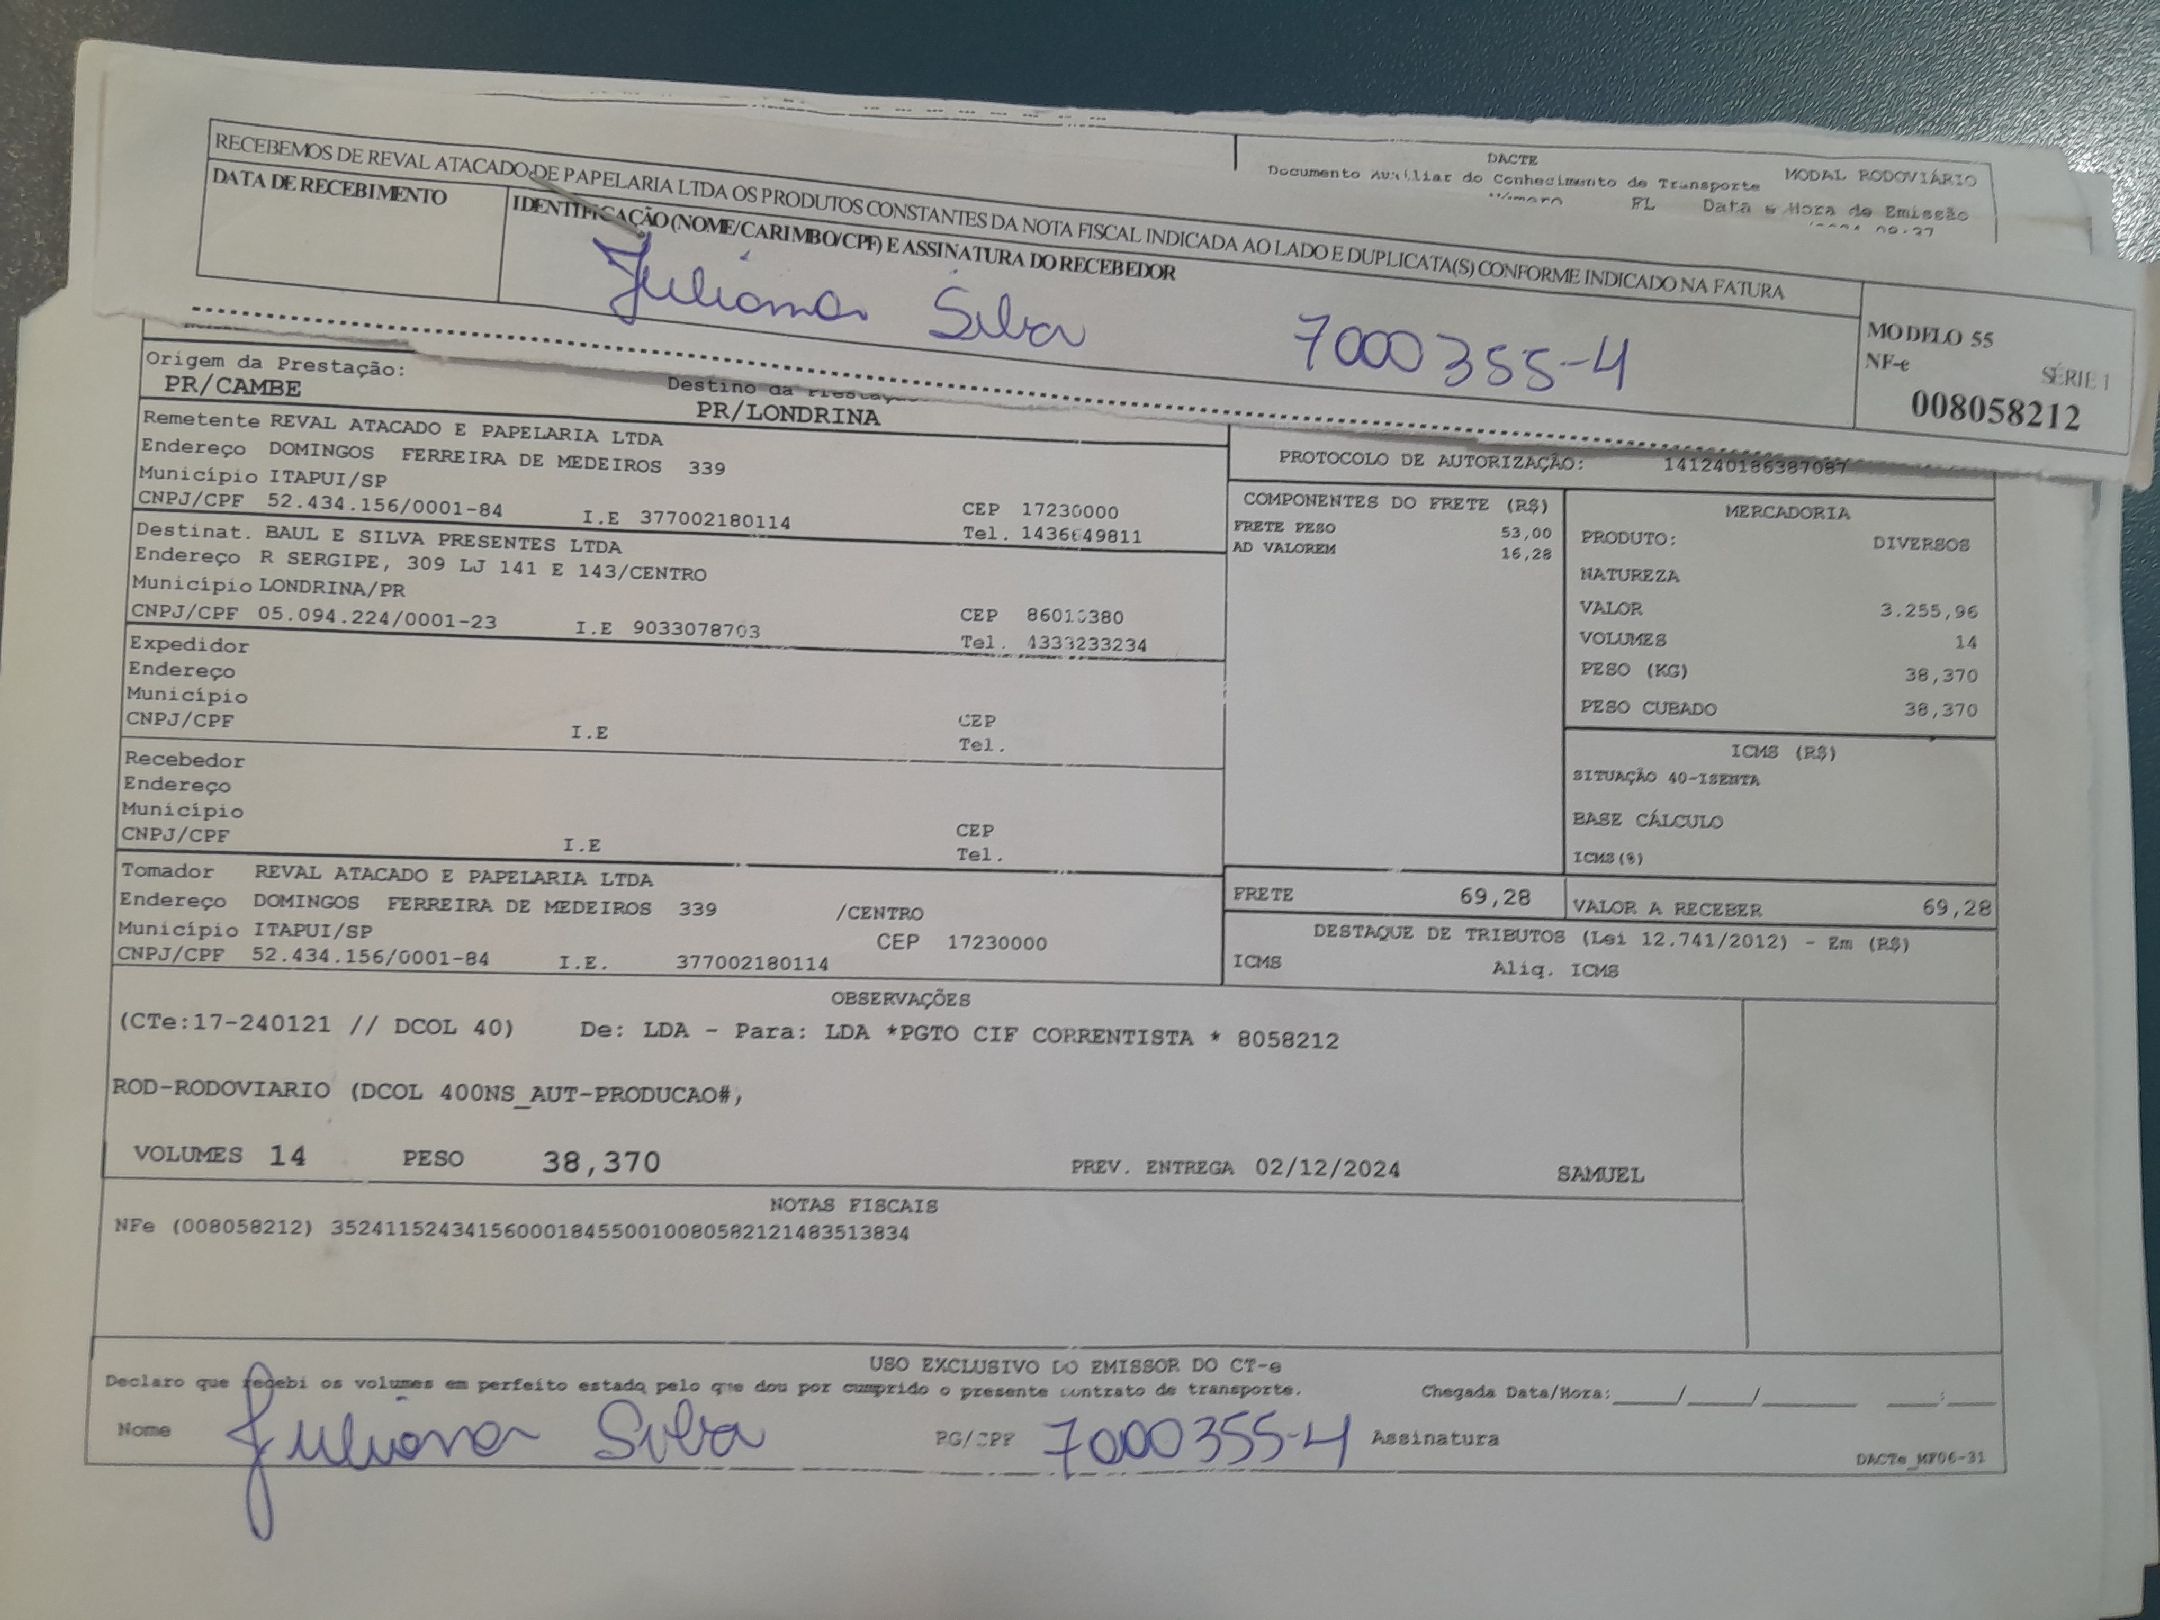 RECEBEMOS DE REVAL ATACADO DE PAPELARIA LTDA OS PRODUTOS CONSTANTES DA NOTA FISCAL INDICADA AO LADO E DUPLICATA(S) CONFORME INDICADO NA FATURA
DATA DE RECEBIMENTO
IDENTIFICAÇÃO (NOME/CARIMBO/CPF) E ASSINATURA DO RECEBEDOR
Juliana Silva 7000355-4
MODELO 55
NF-e SÉRIE 1
008058212
DACTE MODAL RODOVIÁRIO
Documento Auxiliar do Conhecimento de Transporte
FL Data e Hora de Emissão
Origem da Prestação:
PR/CAMBE
Destino da
PR/LONDRINA
Remetente REVAL ATACADO E PAPELARIA LTDA
Endereço DOMINGOS FERREIRA DE MEDEIROS 339
Município ITAPUI/SP
CEP 17230000
CNPJ/CPF 52.434.156/0001-84 I.E 377002180114
Tel. 1436649811
Destinat. BAUL E SILVA PRESENTES LTDA
Endereço R SERGIPE, 309 LJ 141 E 143/CENTRO
Município LONDRINA/PR
CEP
CNPJ/CPF 05.094.224/0001-23 I.E 9033078703
Tel. 4333233234
Expedidor
Endereço
Município
CEP
CNPJ/CPF I.E
Tel.
Recebedor
Endereço
Município
CEP
CNPJ/CPF I.E
Tel.
Tomador REVAL ATACADO E PAPELARIA LTDA
Endereço DOMINGOS FERREIRA DE MEDEIROS 339 /CENTRO
Município ITAPUI/SP CEP 17230000
CNPJ/CPF 52.434.156/0001-84 I.E. 377002180114
PROTOCOLO DE AUTORIZAÇÃO: 141240186387087
COMPONENTES DO FRETE (R$)
FRETE PESO 53,00
AD VALOREM 16,28
MERCADORIA
PRODUTO: DIVERSOS
NATUREZA
VALOR 3.255,96
VOLUMES 14
PESO (KG) 38,370
PESO CUBADO 38,370
ICMS (R$)
SITUAÇÃO 40-ISENTA
BASE CÁLCULO
ICMS(%)
FRETE 69,28
VALOR A RECEBER 69,28
DESTAQUE DE TRIBUTOS (Lei 12.741/2012) - Em (R$)
ICMS Aliq. ICMS
OBSERVAÇÕES
(CTe:17-240121 // DCOL 40) De: LDA - Para: LDA *PGTO CIF CORRENTISTA * 8058212
ROD-RODOVIARIO (DCOL 400NS_AUT-PRODUCAO#,
VOLUMES 14 PESO 38,370 PREV. ENTREGA 02/12/2024 SAMUEL
NOTAS FISCAIS
NFe (008058212) 35241152434156000184550010080582121483513834
USO EXCLUSIVO DO EMISSOR DO CT-e
Declaro que recebi os volumes em perfeito estado pelo que dou por cumprido o presente contrato de transporte. Chegada Data/Hora: ___/___/_____ ___:___
Nome Juliana Silva RG/CPF 7000355-4 Assinatura
DACTe_MF06-31